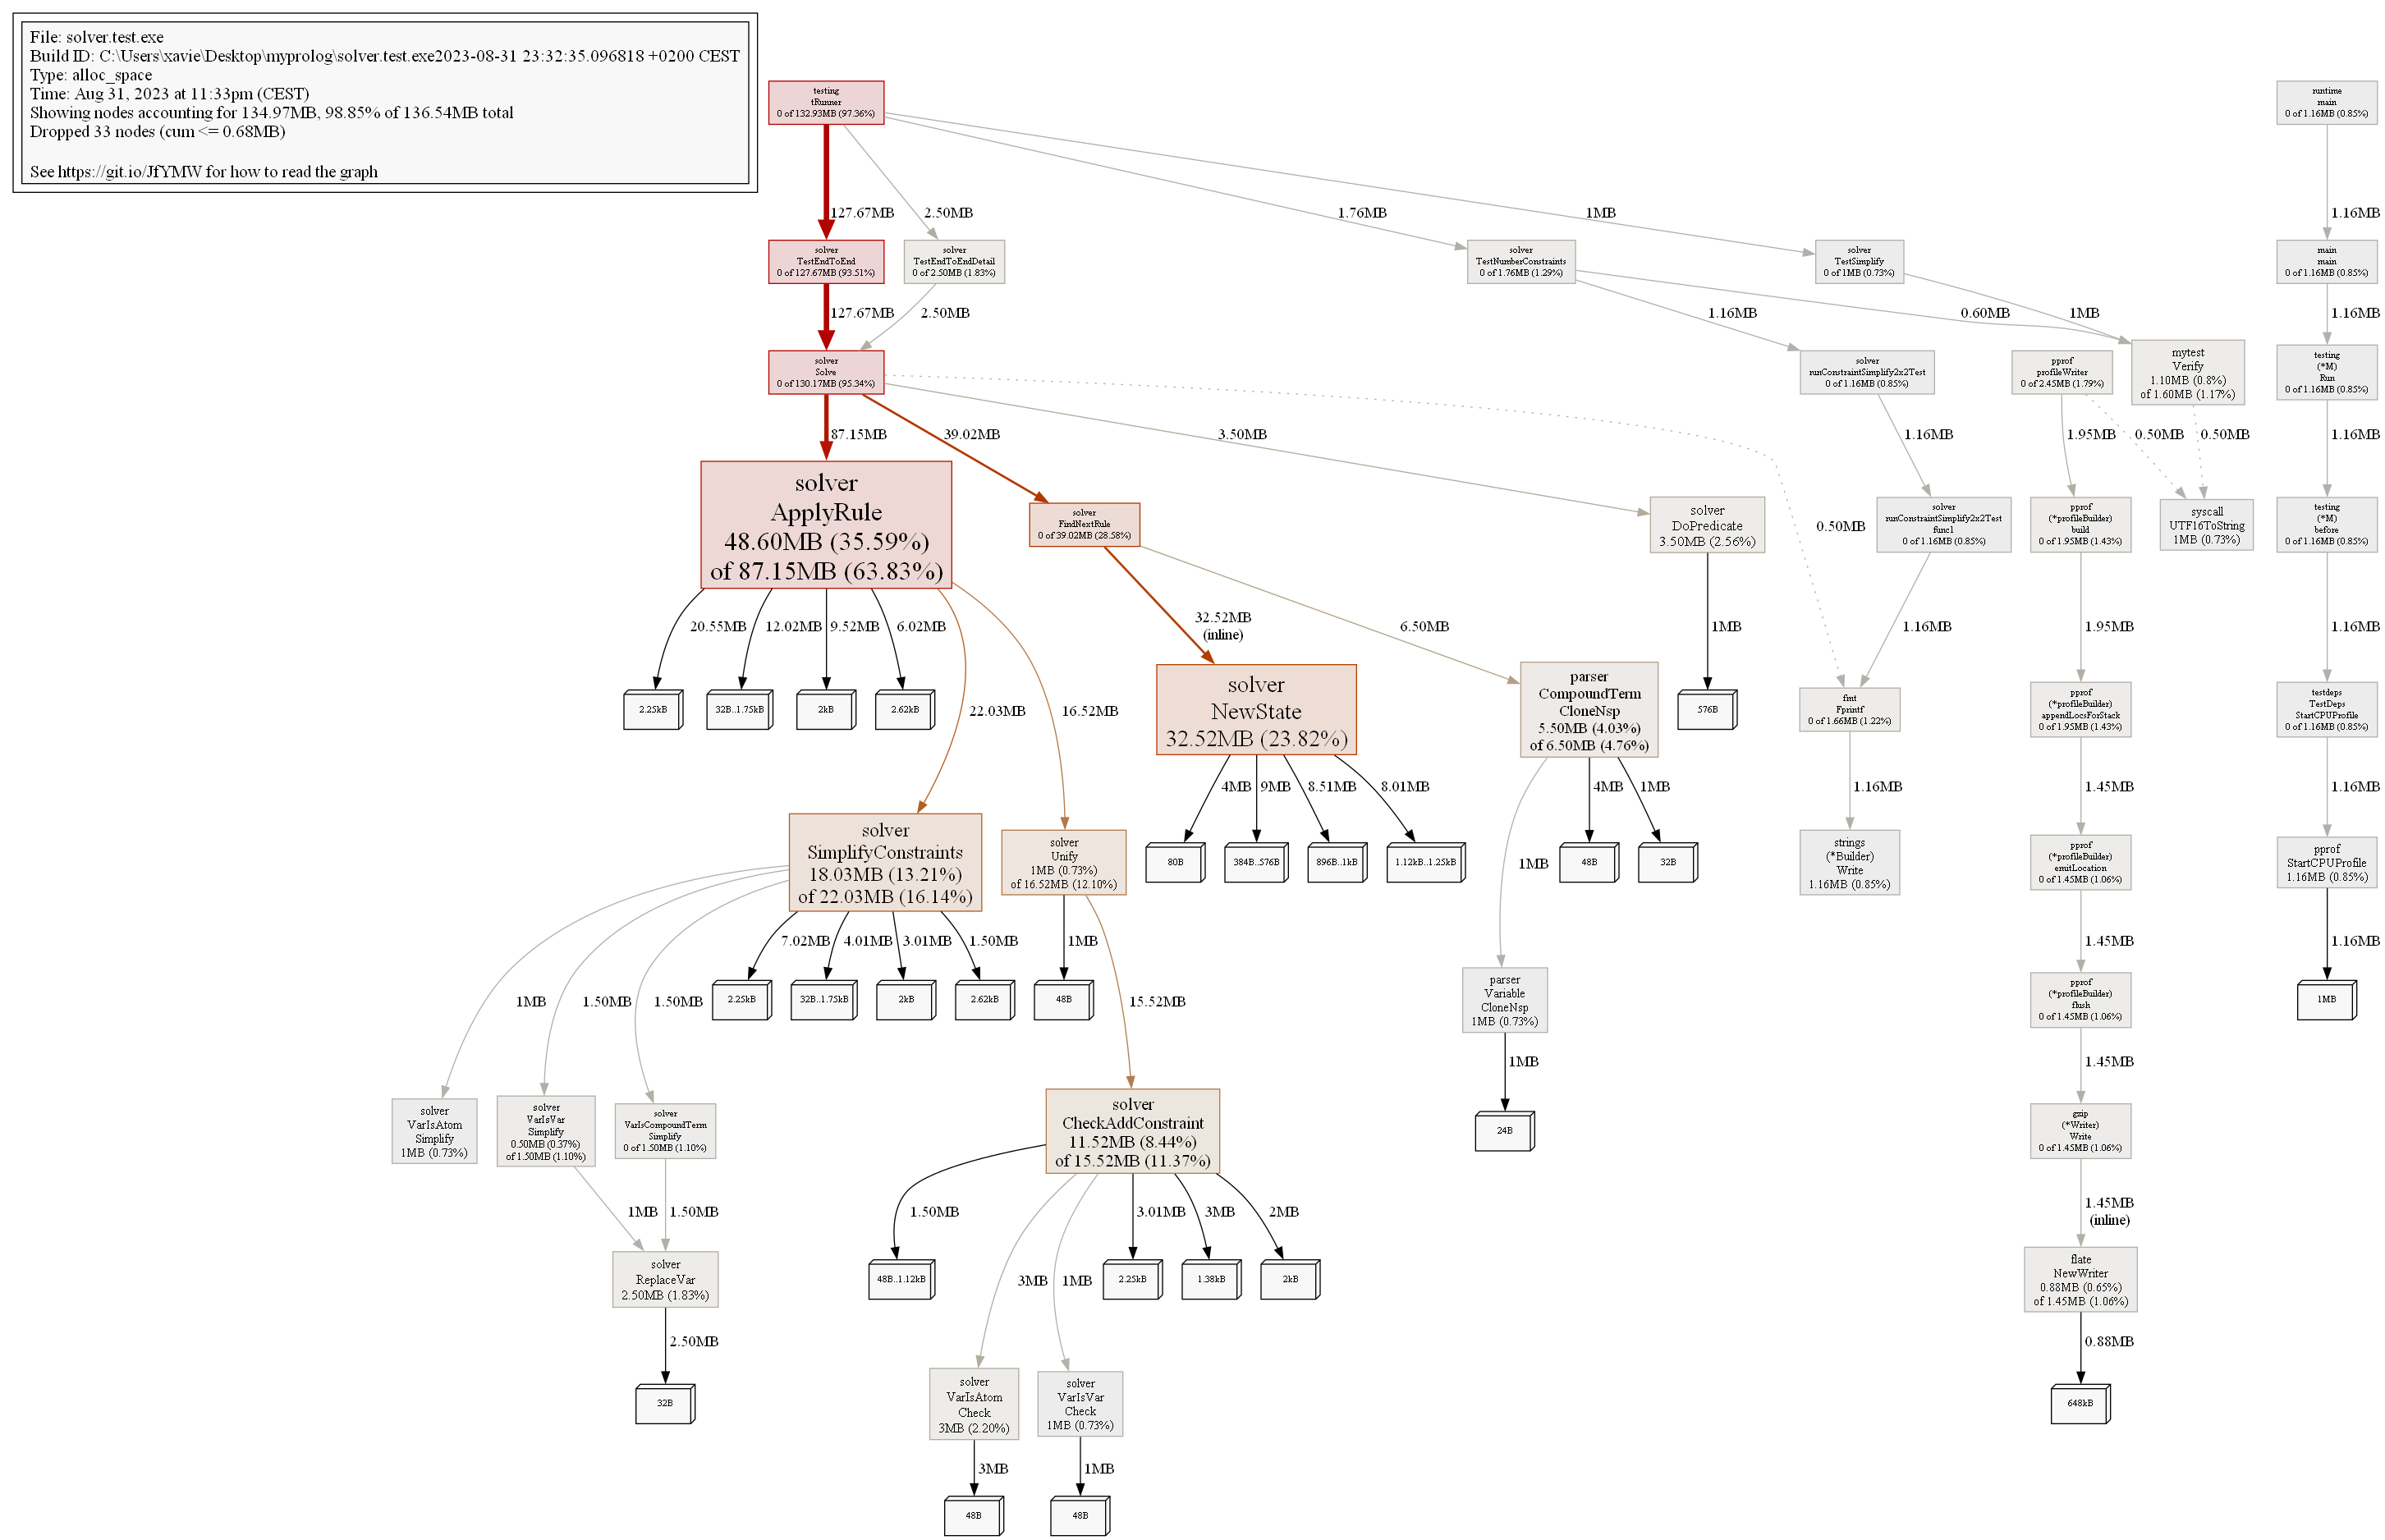 File: solver.test.exe
Build ID: C:\Users\xavie\Desktop\myprolog\solver.test.exe2023-08-31 23:32:35.096818 +0200 CEST
Type: alloc_space
Time: Aug 31, 2023 at 11:33pm (CEST)
Showing nodes accounting for 134.97MB, 98.85% of 136.54MB total
Dropped 33 nodes (cum <= 0.68MB)
See https://git.io/JfYMW for how to read the graph
testing
tRunner
0 of 132.93MB (97.36%)
runtime
main
0 of 1.16MB (0.85%)
127.67MB
2.50MB
1.76MB
1MB
1.16MB
solver
TestEndToEnd
0 of 127.67MB (93.51%)
solver
TestEndToEndDetail
0 of 2.50MB (1.83%)
solver
TestNumberConstraints
0 of 1.76MB (1.29%)
solver
TestSimplify
0 of 1MB (0.73%)
main
main
0 of 1.16MB (0.85%)
127.67MB
2.50MB
1.16MB
0.60MB
1MB
1.16MB
solver
Solve
0 of 130.17MB (95.34%)
solver
runConstraintSimplify2x2Test
0 of 1.16MB (0.85%)
pprof
profileWriter
0 of 2.45MB (1.79%)
mytest
Verify
1.10MB (0.8%)
of 1.60MB (1.17%)
testing
(*M)
Run
0 of 1.16MB (0.85%)
87.15MB
39.02MB
3.50MB
1.16MB
1.95MB
0.50MB
0.50MB
1.16MB
solver
ApplyRule
48.60MB (35.59%)
of 87.15MB (63.83%)
solver
FindNextRule
0 of 39.02MB (28.58%)
solver
DoPredicate
3.50MB (2.56%)
0.50MB
solver
runConstraintSimplify2x2Test
func1
0 of 1.16MB (0.85%)
pprof
(*profileBuilder)
build
0 of 1.95MB (1.43%)
syscall
UTF16ToString
1MB (0.73%)
testing
(*M)
before
0 of 1.16MB (0.85%)
20.55MB
12.02MB
9.52MB
6.02MB
32.52MB
(inline)
6.50MB
1MB
1.16MB
1.95MB
1.16MB
2.25kB
32B..1.75kB
2kB
2.62kB
22.03MB
16.52MB
solver
NewState
32.52MB (23.82%)
parser
CompoundTerm
CloneNsp
5.50MB (4.03%)
of 6.50MB (4.76%)
576B
fmt
Fprintf
0 of 1.66MB (1.22%)
pprof
(*profileBuilder)
appendLocsForStack
0 of 1.95MB (1.43%)
testdeps
TestDeps
StartCPUProfile
0 of 1.16MB (0.85%)
4MB
9MB
8.51MB
8.01MB
1MB
4MB
1MB
1.16MB
1.45MB
1.16MB
solver
SimplifyConstraints
18.03MB (13.21%)
of 22.03MB (16.14%)
solver
Unify
1MB (0.73%)
of 16.52MB (12.10%)
80B
384B..576B
896B..1kB
1.12kB..1.25kB
48B
32B
strings
(*Builder)
Write
1.16MB (0.85%)
pprof
(*profileBuilder)
emitLocation
0 of 1.45MB (1.06%)
pprof
StartCPUProfile
1.16MB (0.85%)
1MB
1.50MB
1.50MB
7.02MB
4.01MB
3.01MB
1.50MB
1MB
15.52MB
1.45MB
1.16MB
2.25kB
32B..1.75kB
2kB
2.62kB
48B
parser
Variable
CloneNsp
1MB (0.73%)
pprof
(*profileBuilder)
flush
0 of 1.45MB (1.06%)
1MB
1MB
1.45MB
solver
VarIsAtom
Simplify
1MB (0.73%)
solver
VarIsVar
Simplify
0.50MB (0.37%)
of 1.50MB (1.10%)
solver
VarIsCompoundTerm
Simplify
0 of 1.50MB (1.10%)
solver
CheckAddConstraint
11.52MB (8.44%)
of 15.52MB (11.37%)
24B
gzip
(*Writer)
Write
0 of 1.45MB (1.06%)
1MB
1.50MB
1.50MB
3MB
1MB
3.01MB
3MB
2MB
1.45MB
(inline)
solver
ReplaceVar
2.50MB (1.83%)
48B..1.12kB
2.25kB
1.38kB
2kB
flate
NewWriter
0.88MB (0.65%)
of 1.45MB (1.06%)
2.50MB
0.88MB
32B
solver
VarIsAtom
Check
3MB (2.20%)
solver
VarIsVar
Check
1MB (0.73%)
648kB
3MB
1MB
48B
48B